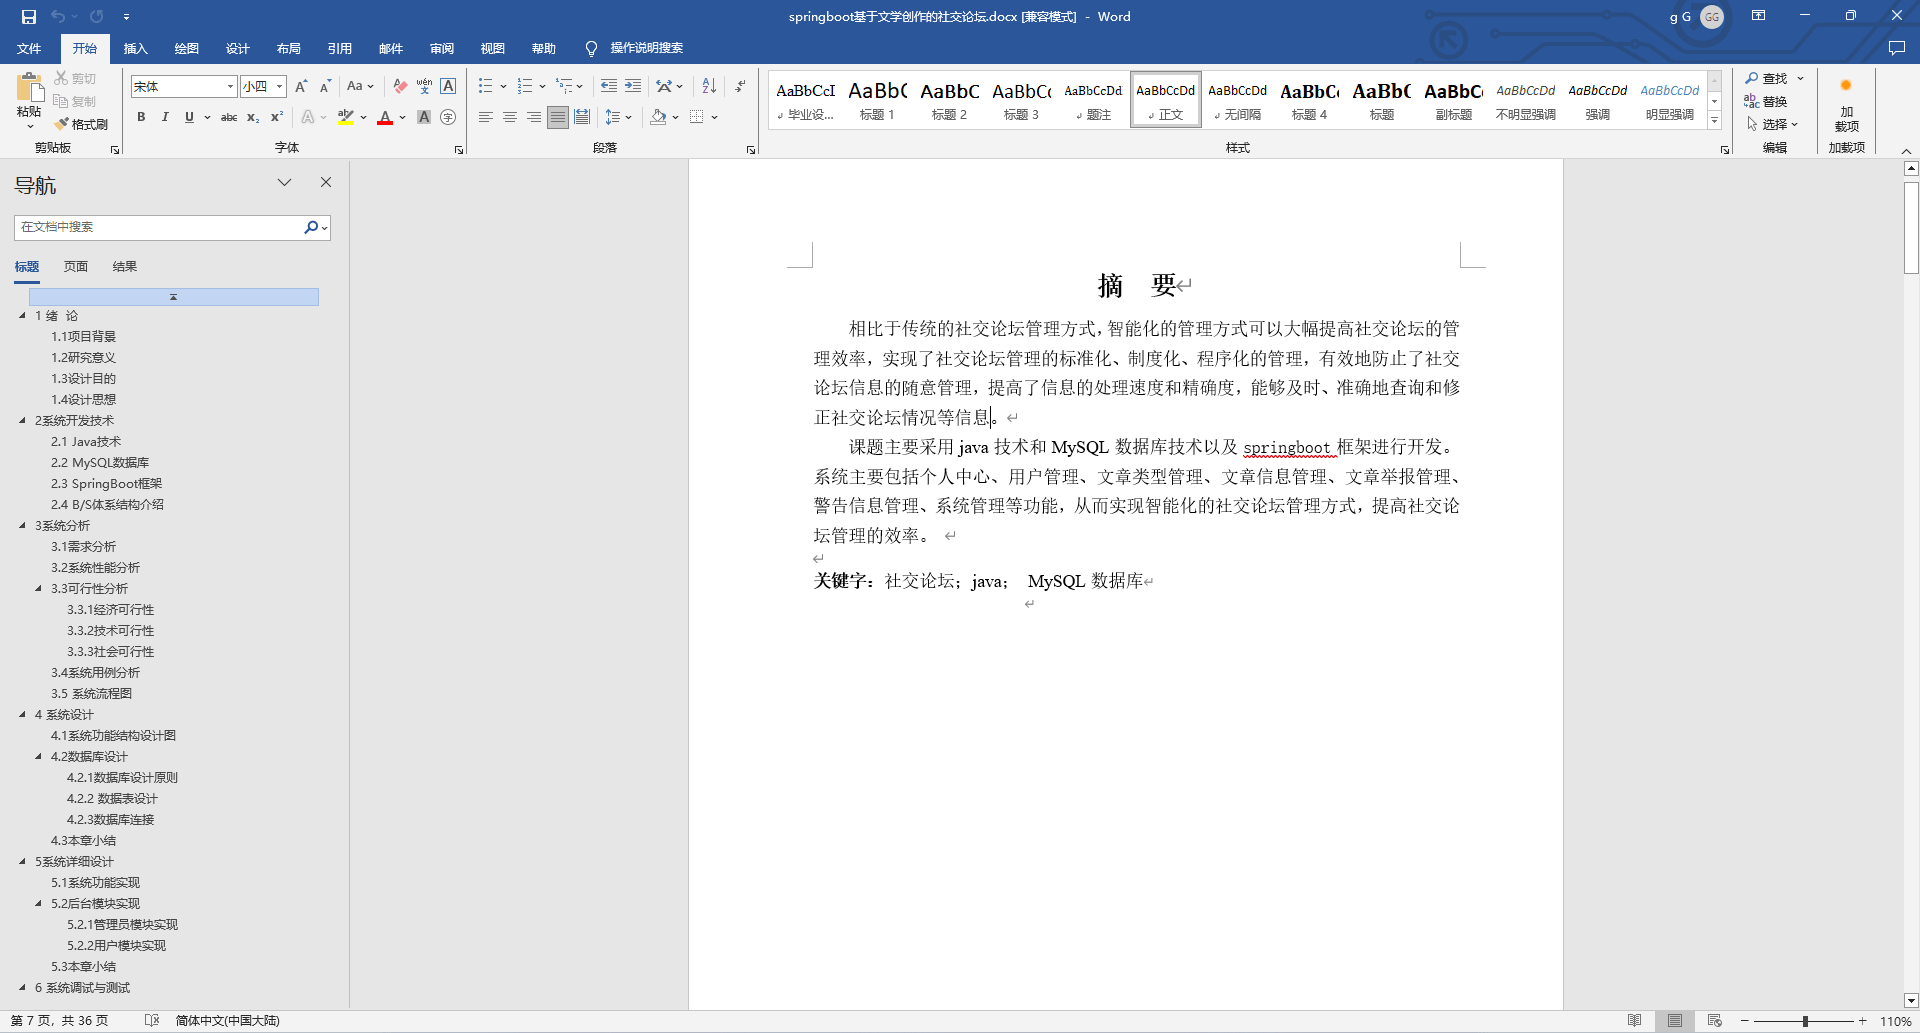 springboot基于文学创作的社交论坛.docx [兼容模式] - Word
g G
GG
文件 开始 插入 绘图 设计 布局 引用 邮件 审阅 视图 帮助 操作说明搜索
粘贴
剪切
复制
格式刷
剪贴板
宋体 小四
字体
段落
AaBbCcI 毕业设...
AaBbC 标题 1
AaBbC 标题 2
AaBbCc 标题 3
AaBbCcDd 题注
AaBbCcDd 正文
AaBbCcDd 无间隔
AaBbCc 标题 4
AaBbC 标题
AaBbCc 副标题
AaBbCcDd 不明显强调
AaBbCcDd 强调
AaBbCcDd 明显强调
样式
查找
替换
选择
编辑
加载项
加载项
导航
在文档中搜索
标题 页面 结果
1 绪 论
1.1项目背景
1.2研究意义
1.3设计目的
1.4设计思想
2系统开发技术
2.1 Java技术
2.2 MySQL数据库
2.3 SpringBoot框架
2.4 B/S体系结构介绍
3系统分析
3.1需求分析
3.2系统性能分析
3.3可行性分析
3.3.1经济可行性
3.3.2技术可行性
3.3.3社会可行性
3.4系统用例分析
3.5 系统流程图
4 系统设计
4.1系统功能结构设计图
4.2数据库设计
4.2.1数据库设计原则
4.2.2 数据表设计
4.2.3数据库连接
4.3本章小结
5系统详细设计
5.1系统功能实现
5.2后台模块实现
5.2.1管理员模块实现
5.2.2用户模块实现
5.3本章小结
6 系统调试与测试
摘 要
相比于传统的社交论坛管理方式，智能化的管理方式可以大幅提高社交论坛的管
理效率，实现了社交论坛管理的标准化、制度化、程序化的管理，有效地防止了社交
论坛信息的随意管理，提高了信息的处理速度和精确度，能够及时、准确地查询和修
正社交论坛情况等信息。
课题主要采用 java 技术和 MySQL 数据库技术以及 springboot 框架进行开发。
系统主要包括个人中心、用户管理、文章类型管理、文章信息管理、文章举报管理、
警告信息管理、系统管理等功能，从而实现智能化的社交论坛管理方式，提高社交论
坛管理的效率。
关键字：社交论坛；java； MySQL 数据库
第 7 页，共 36 页 简体中文(中国大陆) 110%